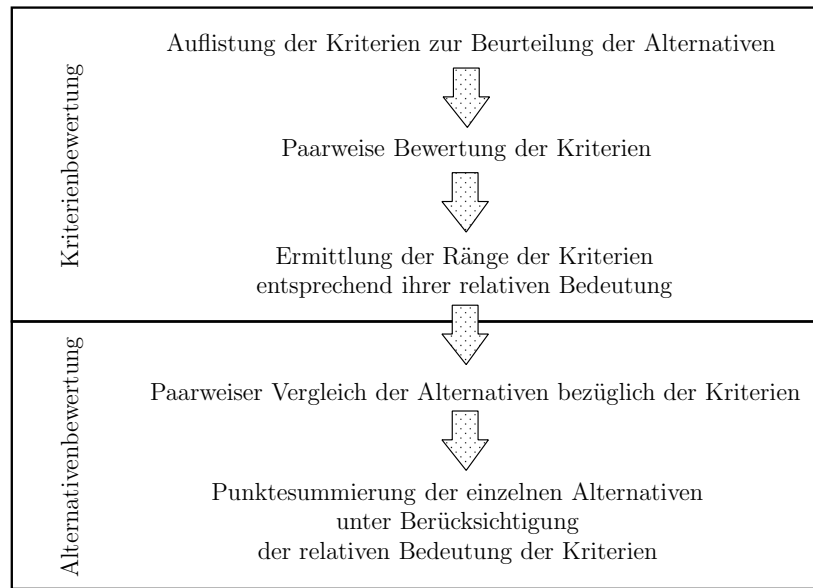 Kriterienbewertung
Auflistung der Kriterien zur Beurteilung der Alternativen
Paarweise Bewertung der Kriterien
Ermittlung der Ränge der Kriterien
entsprechend ihrer relativen Bedeutung
Alternativenbewertung
Paarweiser Vergleich der Alternativen bezüglich der Kriterien
Punktesummierung der einzelnen Alternativen
unter Berücksichtigung
der relativen Bedeutung der Kriterien